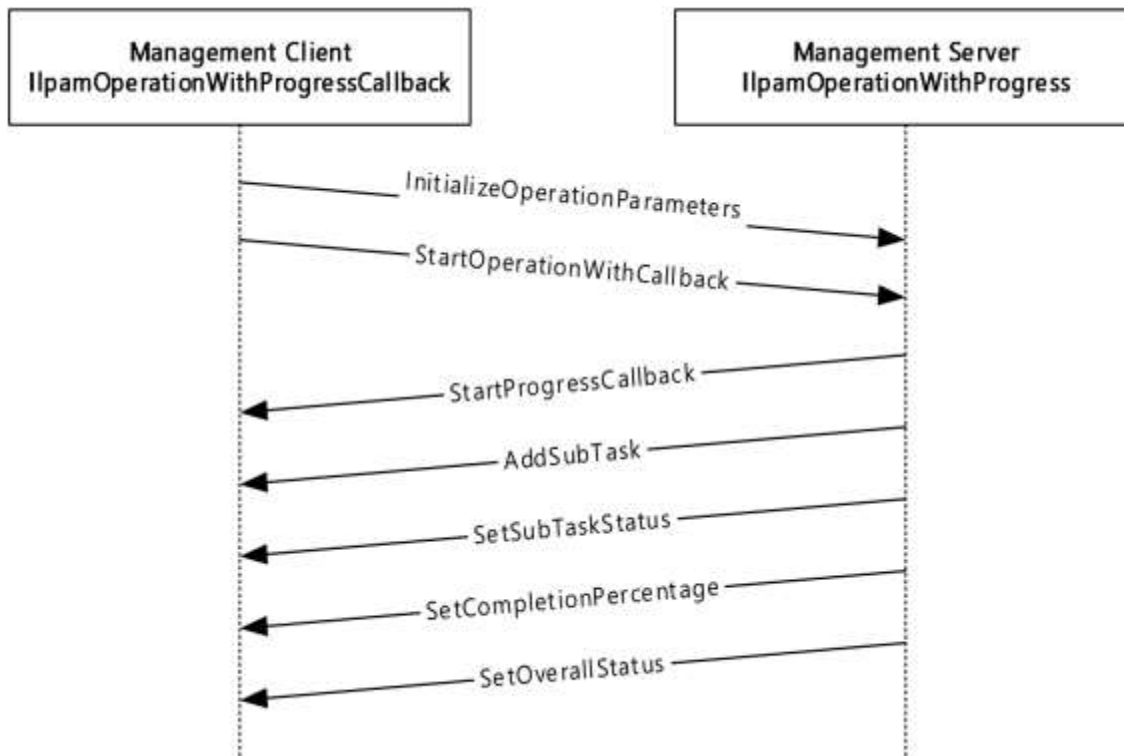 Management Client
IIpamOperationWithProgressCallback
Management Server
IIpamOperationWithProgress
InitializeOperationParameters
StartOperationWithCallback
StartProgressCallback
AddSubTask
SetSubTaskStatus
SetCompletionPercentage
SetOverallStatus